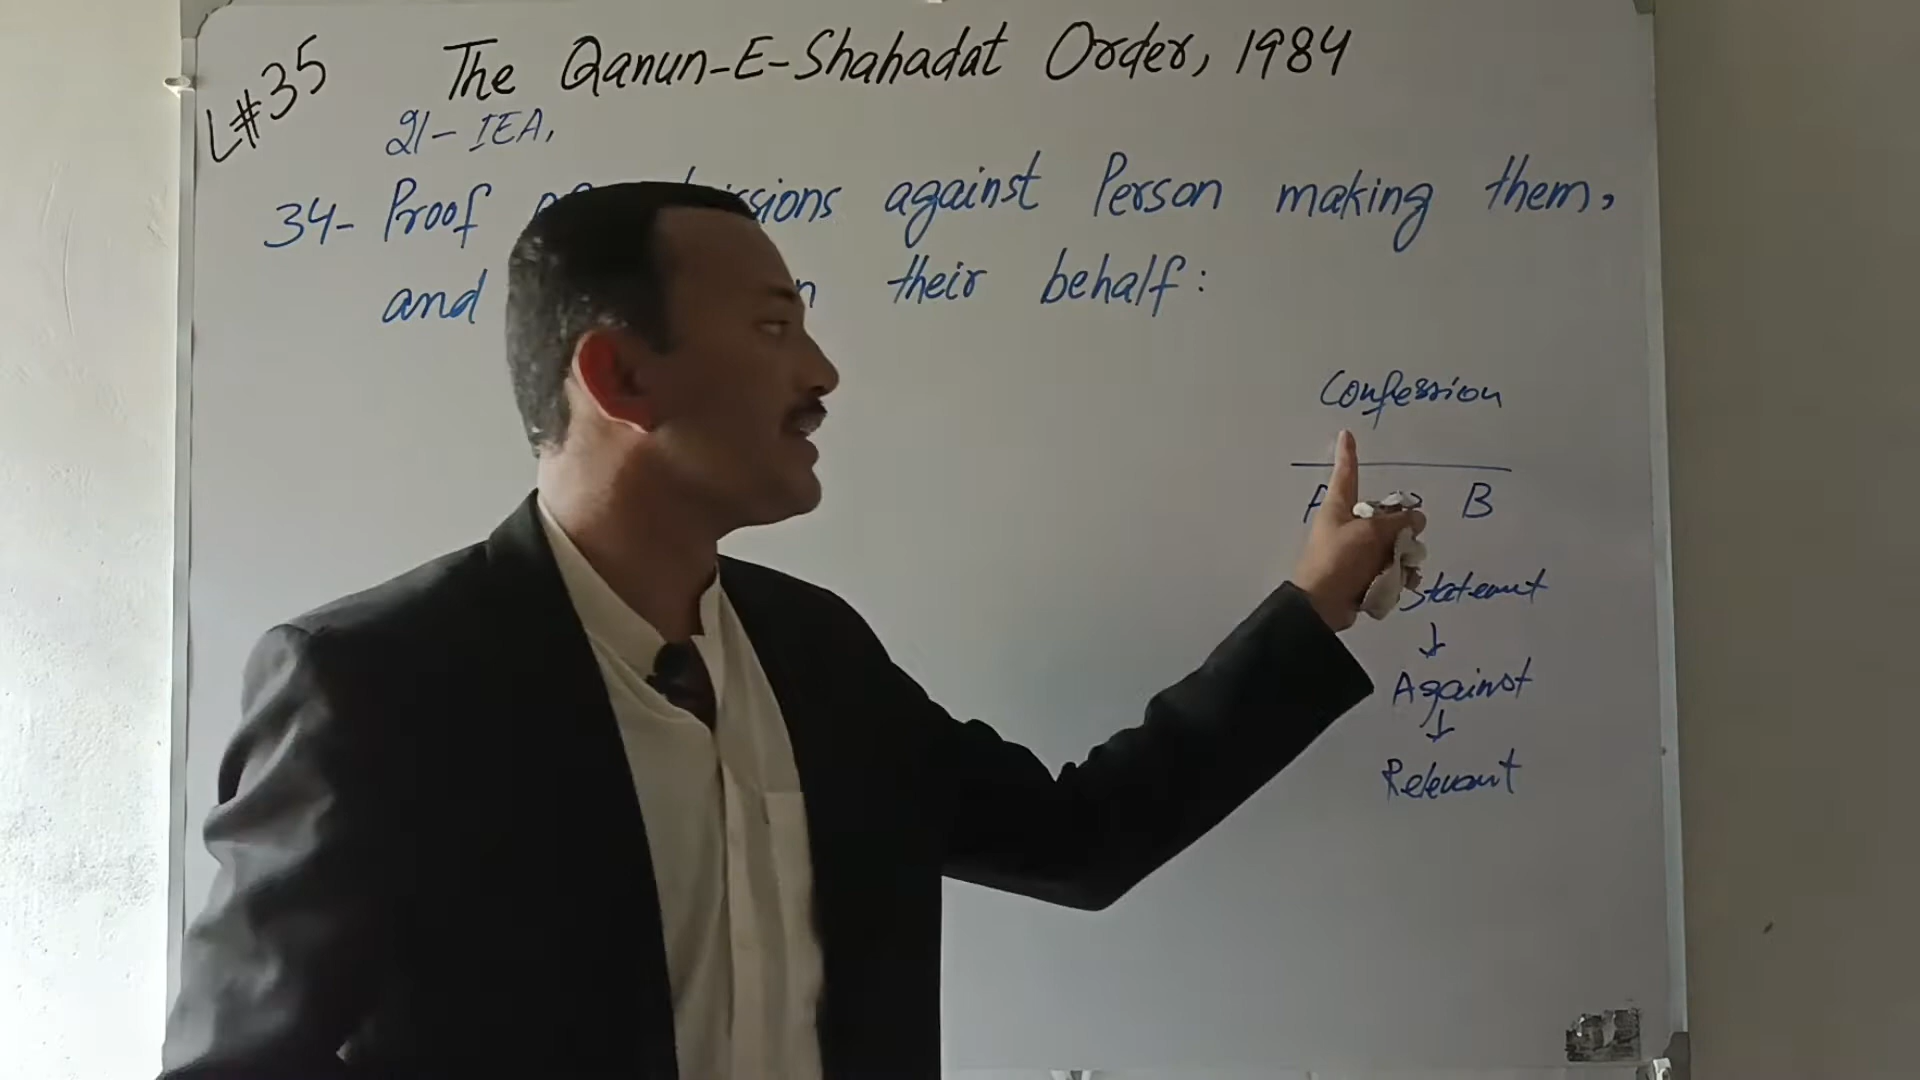 L#35
The Qanun-E-Shahadat Order, 1984
21- IEA,
34- Proof against Person making them,
and their behalf:
Confession
B
Statement
↓
Against
↓
Relevant